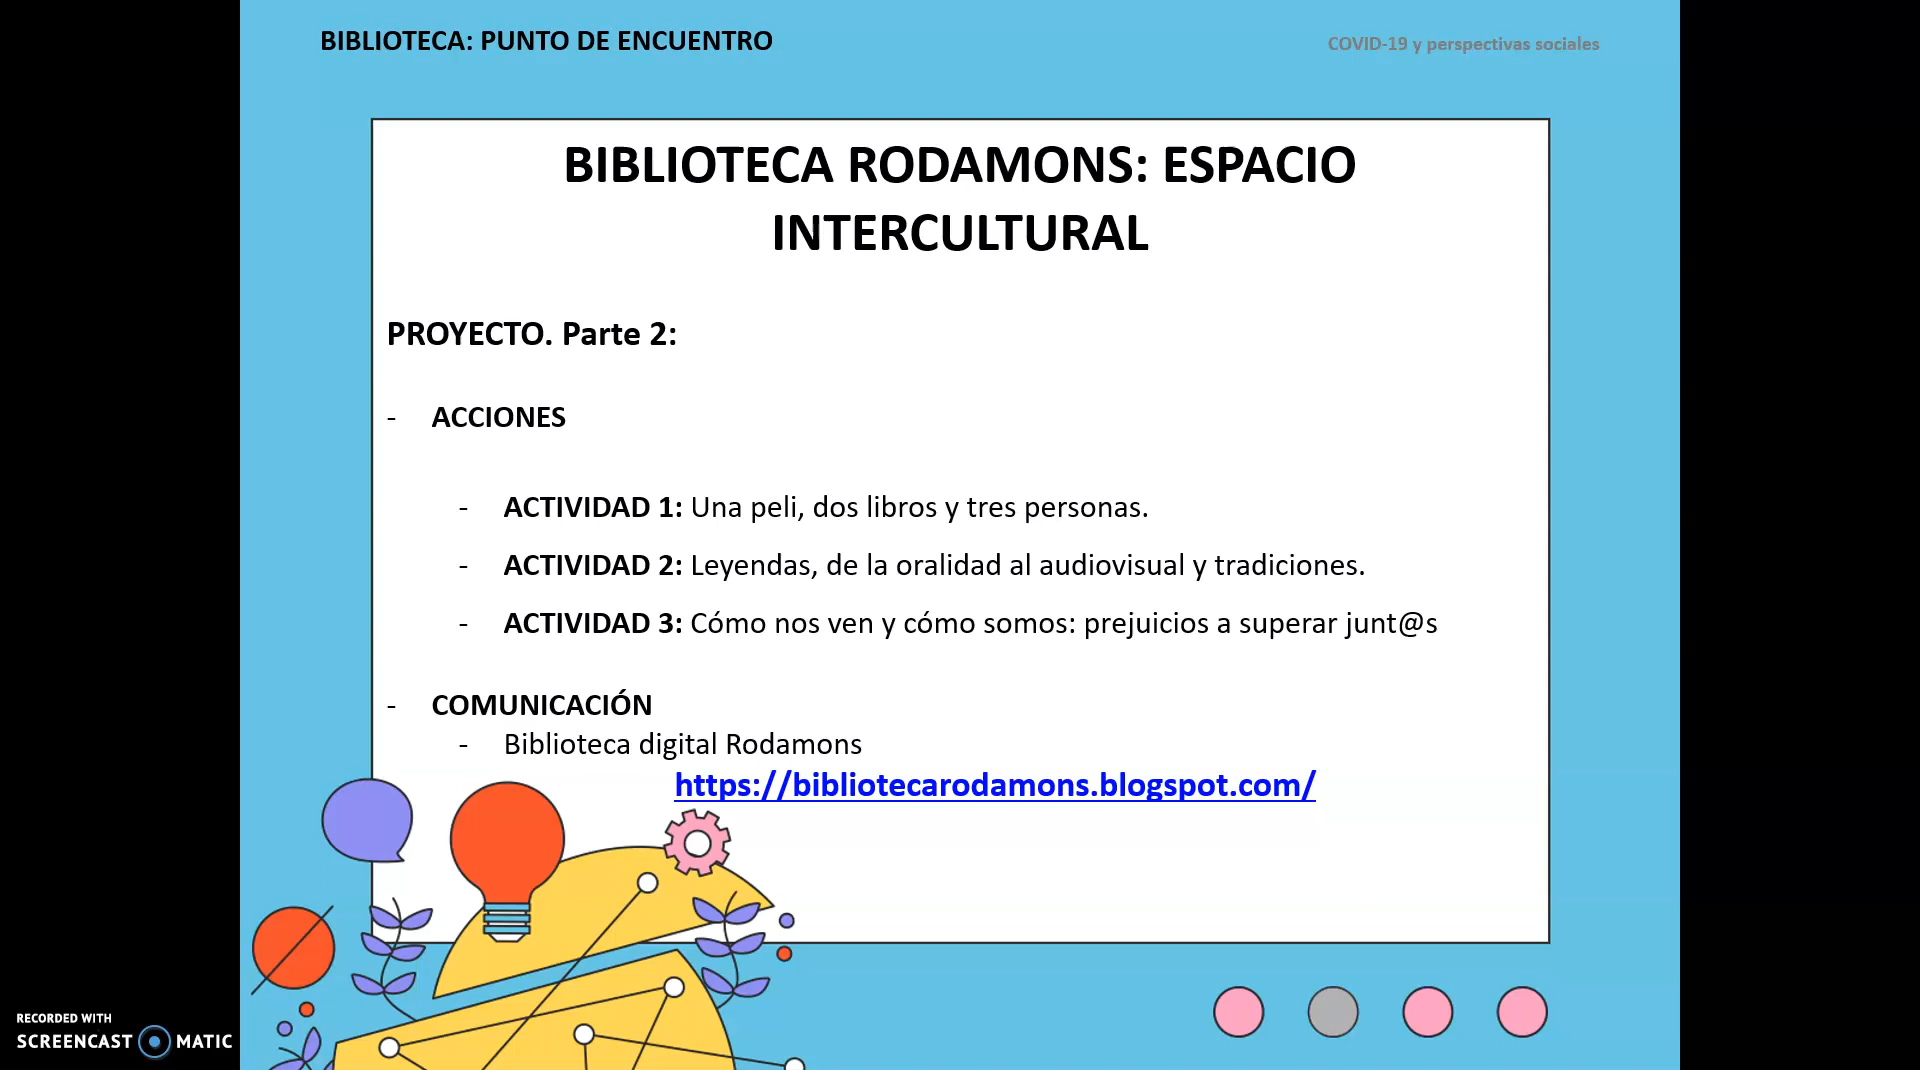 BIBLIOTECA: PUNTO DE ENCUENTRO
COVID-19 y perspectivas sociales
BIBLIOTECA RODAMONS: ESPACIO
INTERCULTURAL
PROYECTO. Parte 2:
- ACCIONES
- ACTIVIDAD 1: Una peli, dos libros y tres personas.
- ACTIVIDAD 2: Leyendas, de la oralidad al audiovisual y tradiciones.
- ACTIVIDAD 3: Cómo nos ven y cómo somos: prejuicios a superar junt@s
- COMUNICACIÓN
- Biblioteca digital Rodamons
https://bibliotecarodamons.blogspot.com/
RECORDED WITH
SCREENCAST MATIC